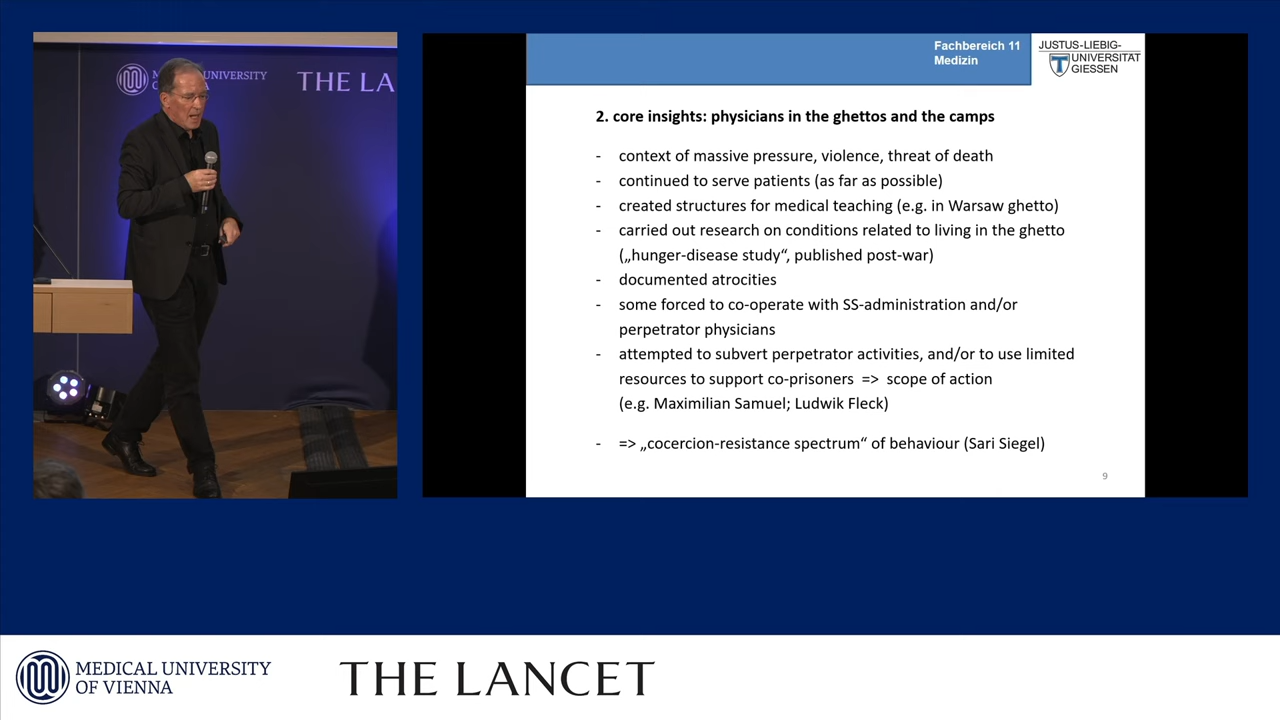 MEDICAL UNIVERSITY
THE LA
Fachbereich 11
Medizin
JUSTUS-LIEBIG-
UNIVERSITAT
GIESSEN
2. core insights: physicians in the ghettos and the camps
- context of massive pressure, violence, threat of death
- continued to serve patients (as far as possible)
- created structures for medical teaching (e.g. in Warsaw ghetto)
- carried out research on conditions related to living in the ghetto
(„hunger-disease study“, published post-war)
- documented atrocities
- some forced to co-operate with SS-administration and/or
perpetrator physicians
- attempted to subvert perpetrator activities, and/or to use limited
resources to support co-prisoners => scope of action
(e.g. Maximilian Samuel; Ludwik Fleck)
- => „cocercion-resistance spectrum“ of behaviour (Sari Siegel)
9
MEDICAL UNIVERSITY
OF VIENNA
THE LANCET